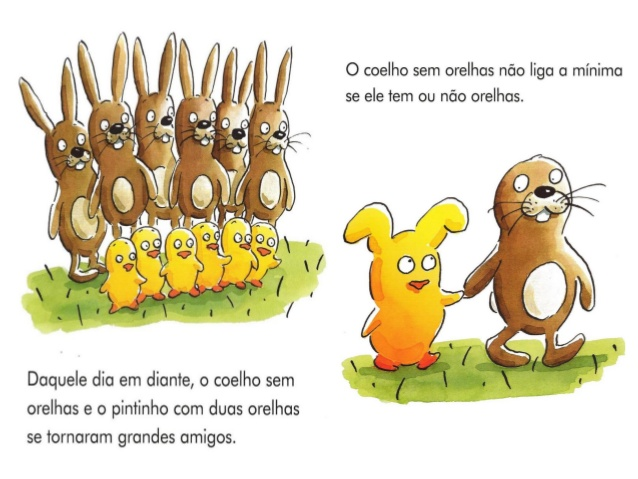 Daquele dia em diante, o coelho sem
orelhas e o pintinho com duas orelhas
se tornaram grandes amigos.
O coelho sem orelhas não liga a mínima
se ele tem ou não orelhas.